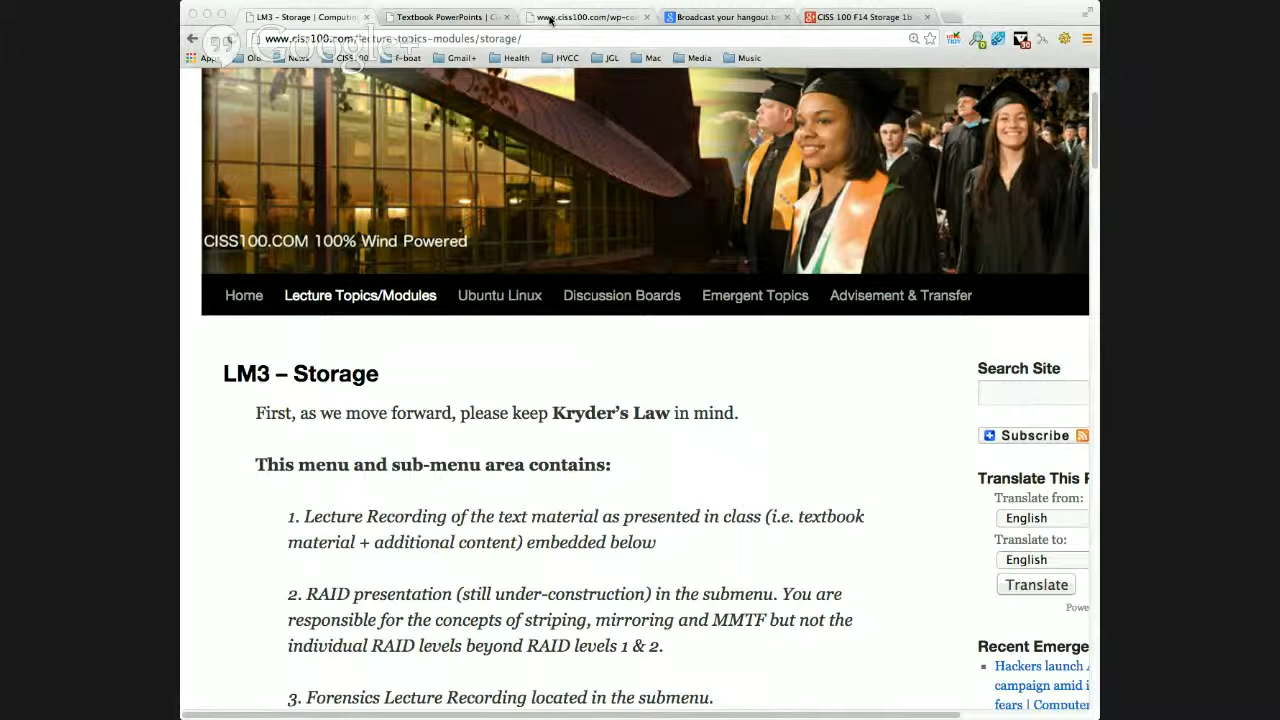 LM3 – Storage | Computin
Textbook PowerPoints | Ci
www.ciss100.com/wp-co
Broadcast your hangout to
CISS 100 F14 Storage 1b
www.ciss100.com/lecture-topics-modules/storage/
Google+
News
CISS100
f-boat
Gmail+
Health
HVCC
JGL
Mac
Media
Music
CISS100.COM 100% Wind Powered
Home
Lecture Topics/Modules
Ubuntu Linux
Discussion Boards
Emergent Topics
Advisement & Transfer
LM3 – Storage
First, as we move forward, please keep Kryder's Law in mind.
This menu and sub-menu area contains:
1. Lecture Recording of the text material as presented in class (i.e. textbook
material + additional content) embedded below
2. RAID presentation (still under-construction) in the submenu. You are
responsible for the concepts of striping, mirroring and MMTF but not the
individual RAID levels beyond RAID levels 1 & 2.
3. Forensics Lecture Recording located in the submenu.
Search Site
Subscribe
Translate This P
Translate from:
English
Translate to:
English
Translate
Powe
Recent Emerge
Hackers launch A
campaign amid i
fears | Computer